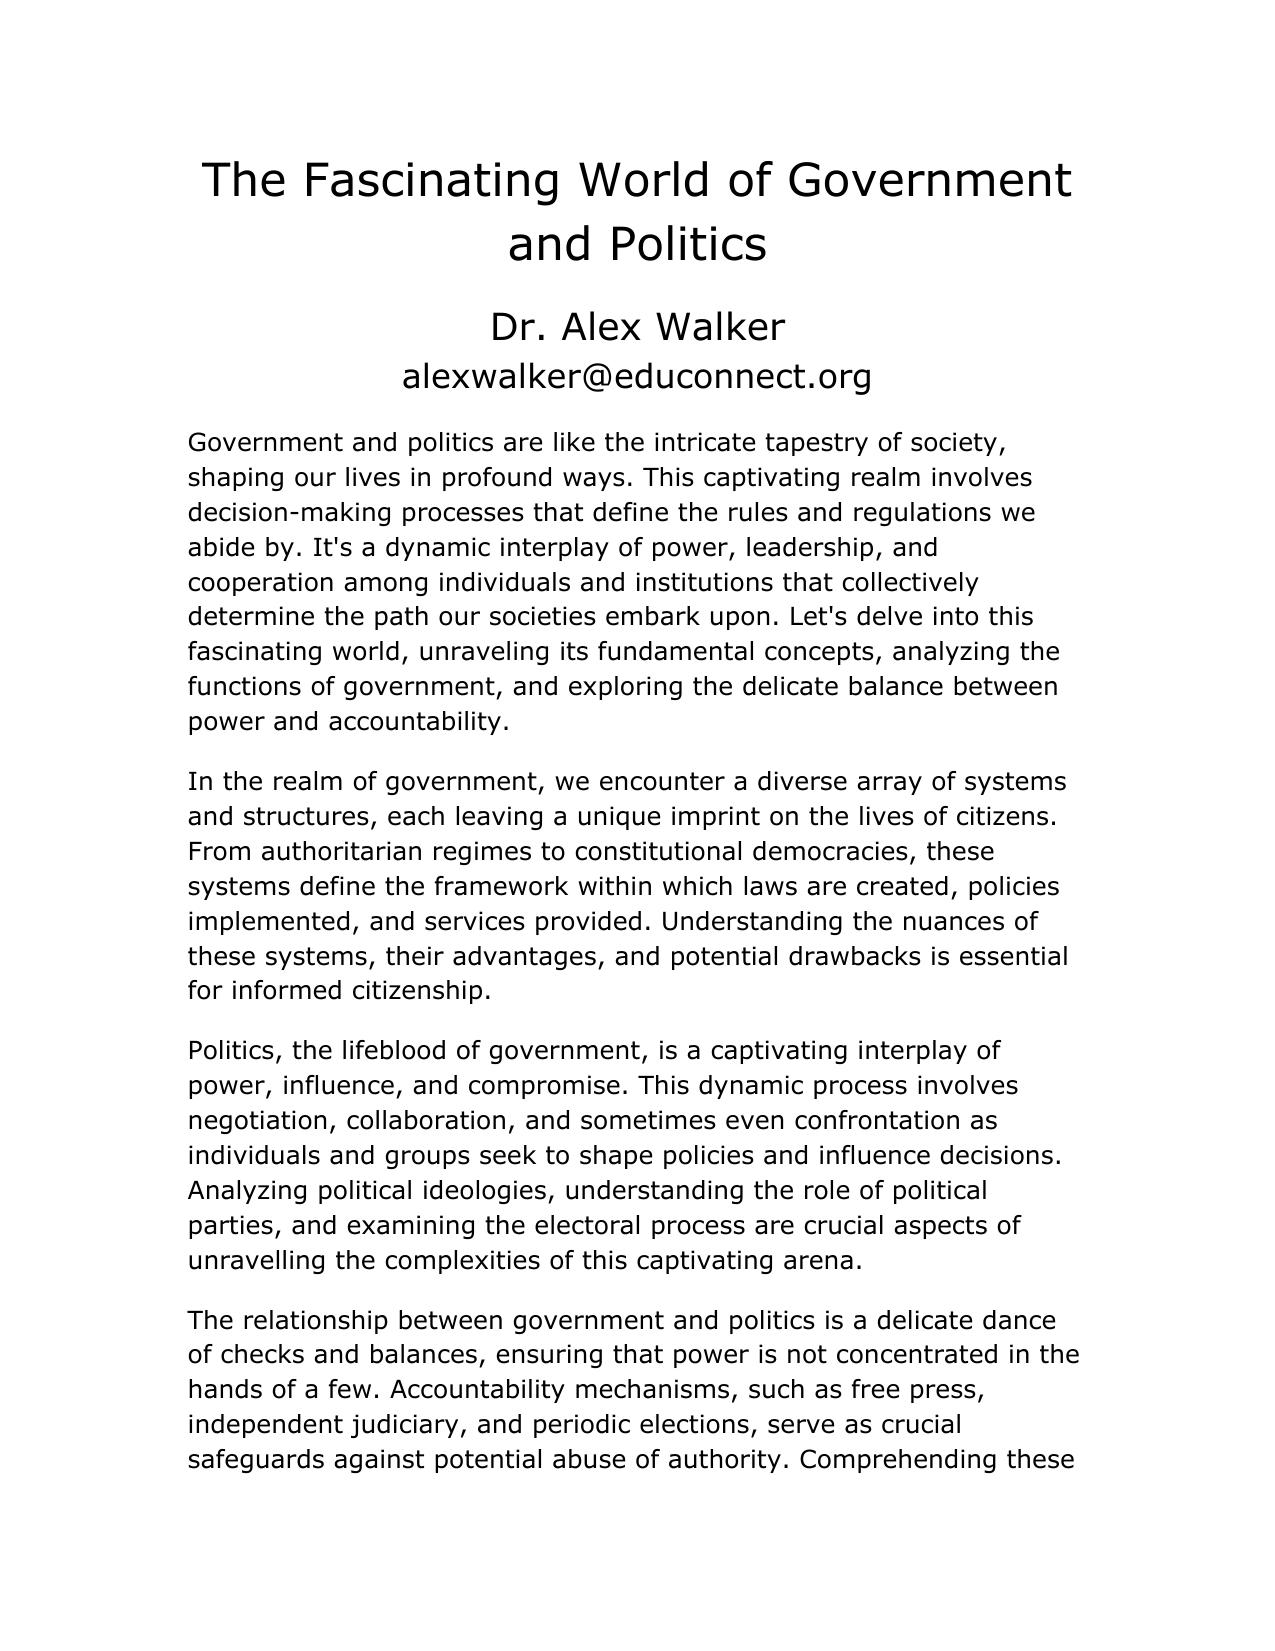 The Fascinating World of Government
and Politics
Dr. Alex Walker
alexwalker@educonnect.org
Government and politics are like the intricate tapestry of society,
shaping our lives in profound ways. This captivating realm involves
decision-making processes that define the rules and regulations we
abide by. It's a dynamic interplay of power, leadership, and
cooperation among individuals and institutions that collectively
determine the path our societies embark upon. Let's delve into this
fascinating world, unraveling its fundamental concepts, analyzing the
functions of government, and exploring the delicate balance between
power and accountability.
In the realm of government, we encounter a diverse array of systems
and structures, each leaving a unique imprint on the lives of citizens.
From authoritarian regimes to constitutional democracies, these
systems define the framework within which laws are created, policies
implemented, and services provided. Understanding the nuances of
these systems, their advantages, and potential drawbacks is essential
for informed citizenship.
Politics, the lifeblood of government, is a captivating interplay of
power, influence, and compromise. This dynamic process involves
negotiation, collaboration, and sometimes even confrontation as
individuals and groups seek to shape policies and influence decisions.
Analyzing political ideologies, understanding the role of political
parties, and examining the electoral process are crucial aspects of
unravelling the complexities of this captivating arena.
The relationship between government and politics is a delicate dance
of checks and balances, ensuring that power is not concentrated in the
hands of a few. Accountability mechanisms, such as free press,
independent judiciary, and periodic elections, serve as crucial
safeguards against potential abuse of authority. Comprehending these